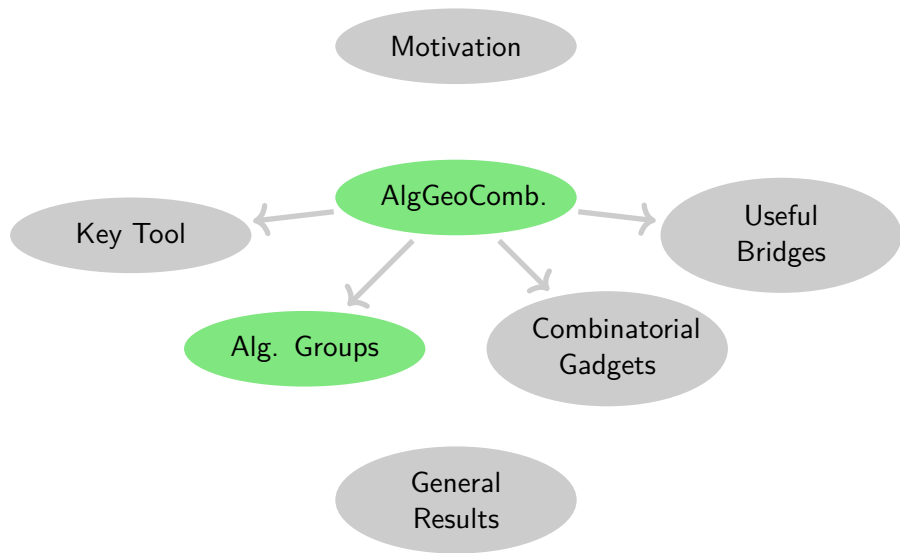 Motivation
AlgGeoComb.
Key Tool
Useful
Bridges
Alg. Groups
Combinatorial
Gadgets
General
Results